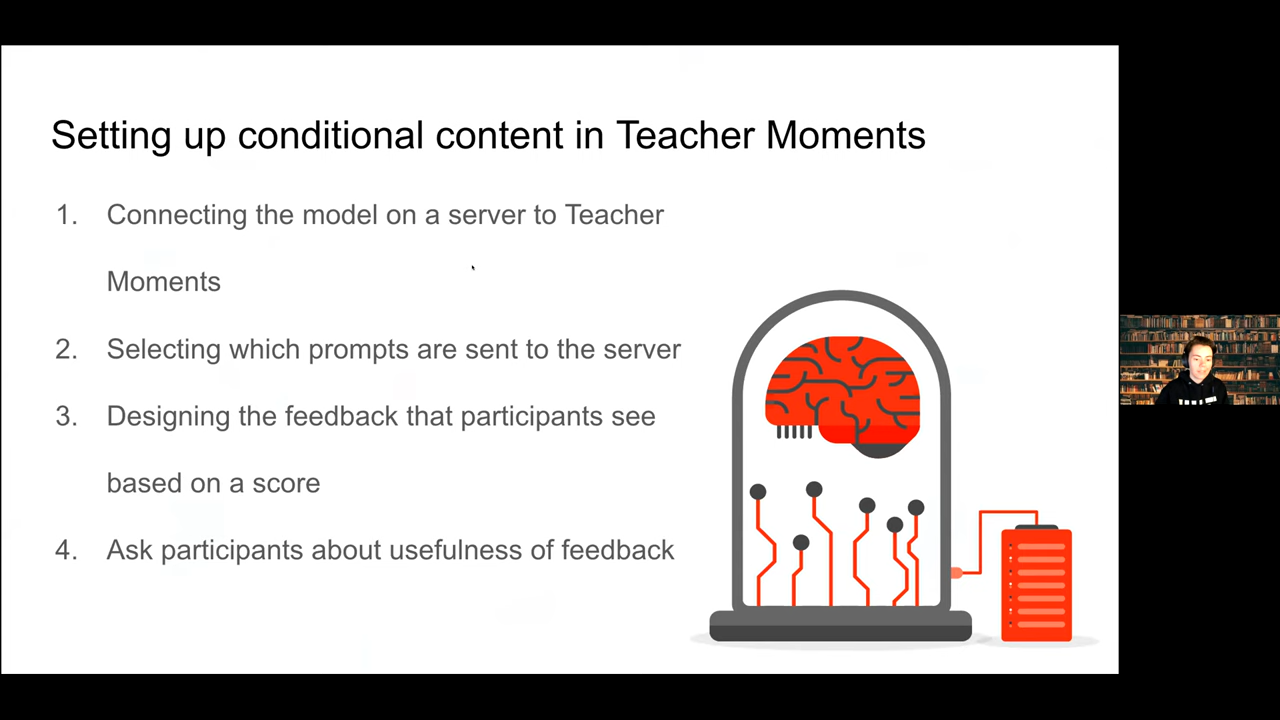 Setting up conditional content in Teacher Moments
1. Connecting the model on a server to Teacher
Moments
2. Selecting which prompts are sent to the server
3. Designing the feedback that participants see
based on a score
4. Ask participants about usefulness of feedback